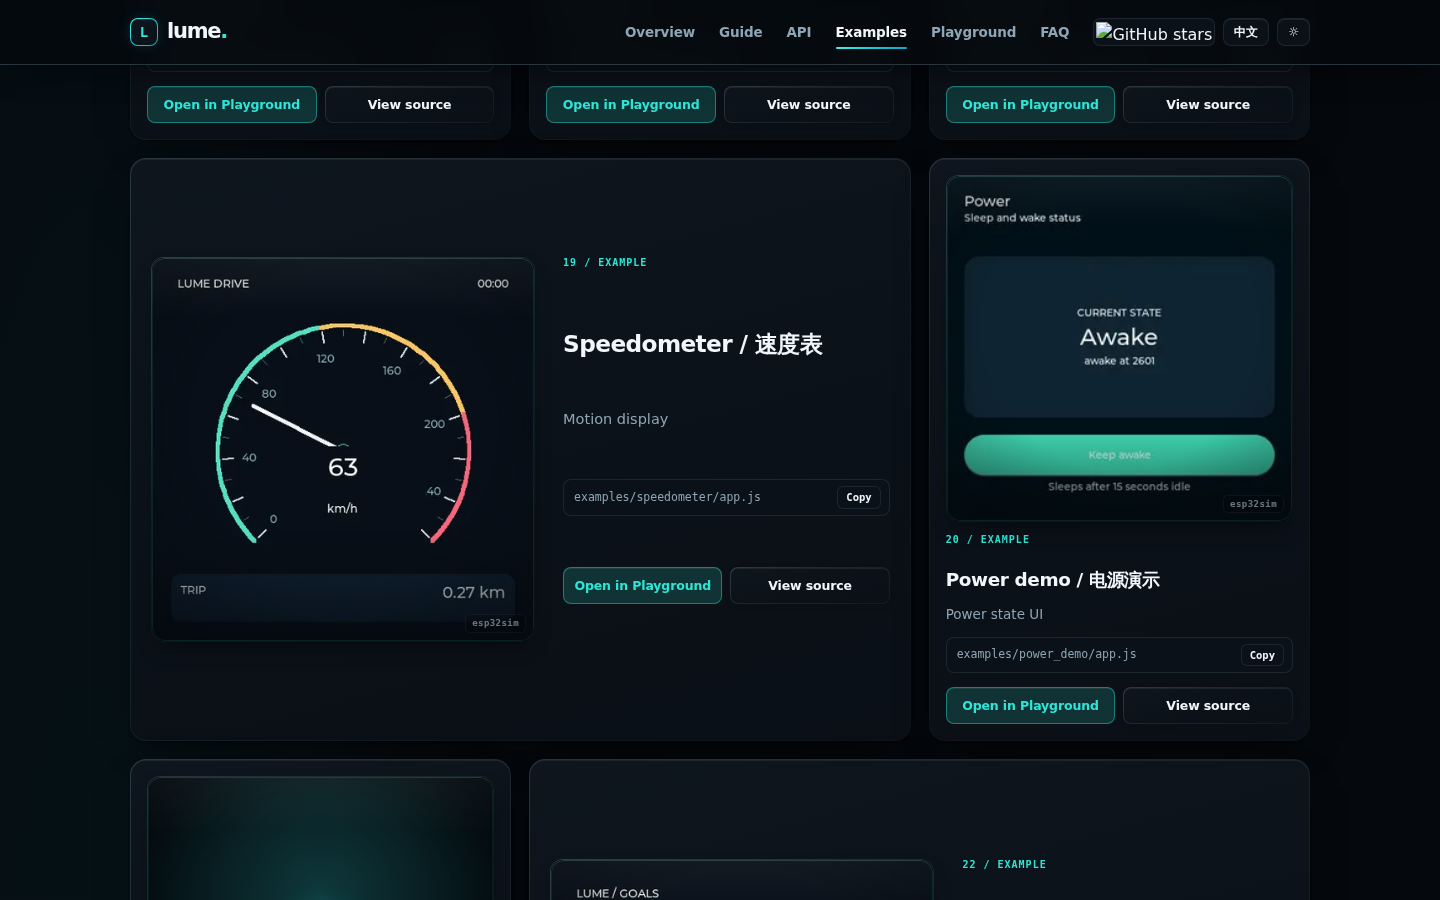 L lume.
Overview Guide API Examples Playground FAQ GitHub stars 中文
Open in Playground View source
Open in Playground View source
Open in Playground View source
LUME DRIVE 00:00
0
40
80
120
160
200
40
63
km/h
TRIP 0.27 km
esp32sim
19 / EXAMPLE
Speedometer / 速度表
Motion display
examples/speedometer/app.js Copy
Open in Playground View source
Power
Sleep and wake status
CURRENT STATE
Awake
awake at 2601
Keep awake
Sleeps after 15 seconds idle
esp32sim
20 / EXAMPLE
Power demo / 电源演示
Power state UI
examples/power_demo/app.js Copy
Open in Playground View source
LUME / GOALS
22 / EXAMPLE